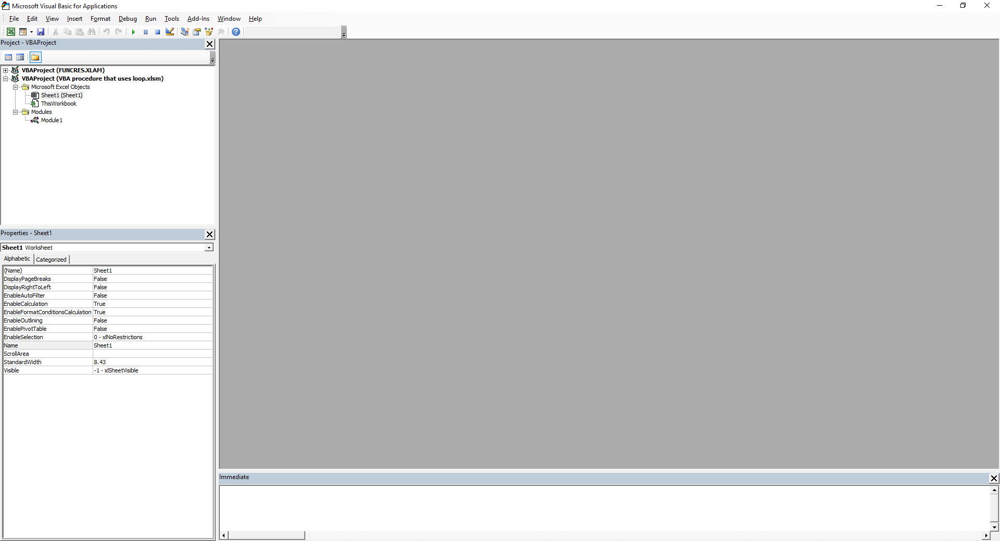 Microsoft Visual Basic for Applications
File Edit View Insert Format Debug Run Tools Add-Ins Window Help
Project - VBAProject
VBAProject (FUNCRES.XLAM)
VBAProject (VBA procedure that uses loop.xlsm)
Microsoft Excel Objects
Sheet1 (Sheet1)
ThisWorkbook
Modules
Module1
Properties - Sheet1
Sheet1 Worksheet
Alphabetic Categorized
(Name) Sheet1
DisplayPageBreaks False
DisplayRightToLeft False
EnableAutoFilter False
EnableCalculation True
EnableFormatConditionsCalculation True
EnableOutlining False
EnablePivotTable False
EnableSelection 0 - xlNoRestrictions
Name Sheet1
ScrollArea
StandardWidth 8.43
Visible -1 - xlSheetVisible
Immediate